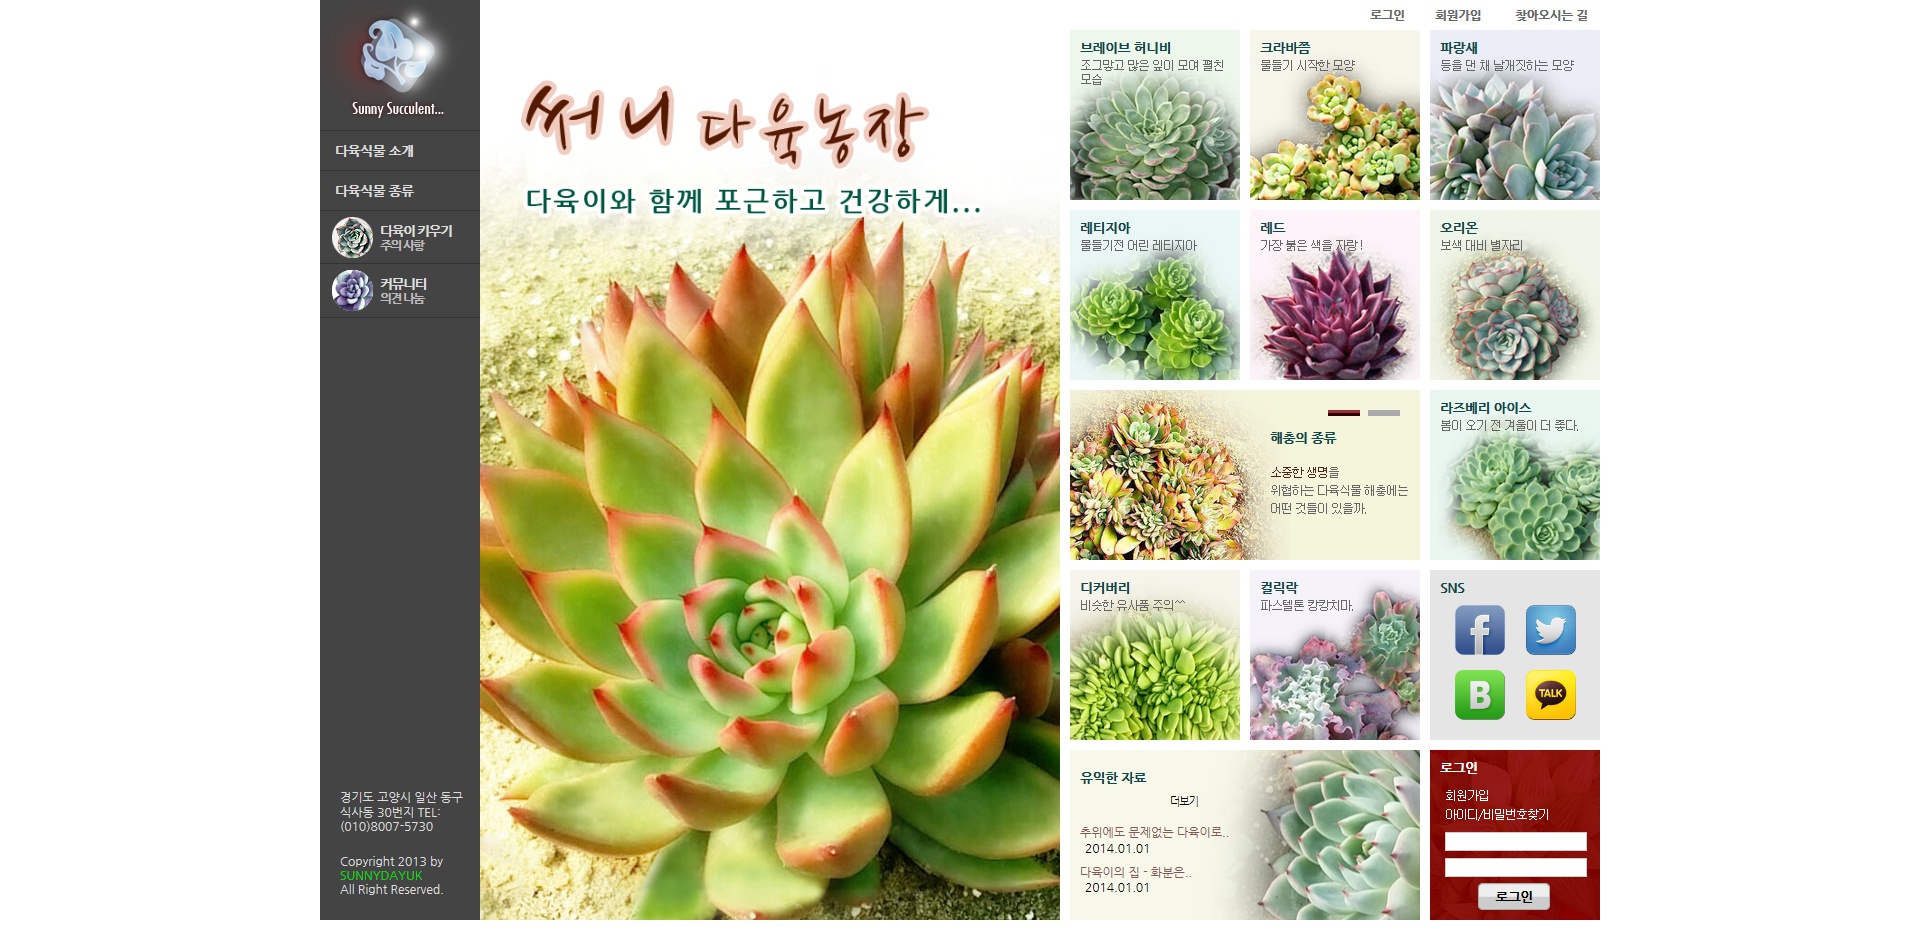 Sunny Succulent...
다육식물 소개
다육식물 종류
다육이 키우기
주의 사항
커뮤니티
의견 나눔
경기도 고양시 일산 동구
식사동 30번지 TEL:
(010)8007-5730
Copyright 2013 by
SUNNYDAYUK
All Right Reserved.
써니 다육농장
다육이와 함께 포근하고 건강하게...
로그인 회원가입 찾아오시는 길
브레이브 허니비
조그맣고 많은 잎이 모여 펼친
모습
크라바쯤
물들기 시작한 모양
파랑새
등을 댄 채 날개짓하는 모양
레티지아
물들기전 어린 레티지아
레드
가장 붉은 색을 자랑!
오리온
보색 대비 별자리
해충의 종류
소중한 생명을
위협하는 다육식물 해충에는
어떤 것들이 있을까.
라즈베리 아이스
봄이 오기 전 겨울이 더 좋다.
디커버리
비슷한 유사품 주의^^
컬릭락
파스텔톤 캉캉치마.
SNS
f
B
TALK
유익한 자료
더보기
추위에도 문제없는 다육이로..
2014.01.01
다육이의 집 - 화분은..
2014.01.01
로그인
회원가입
아이디/비밀번호찾기
로그인